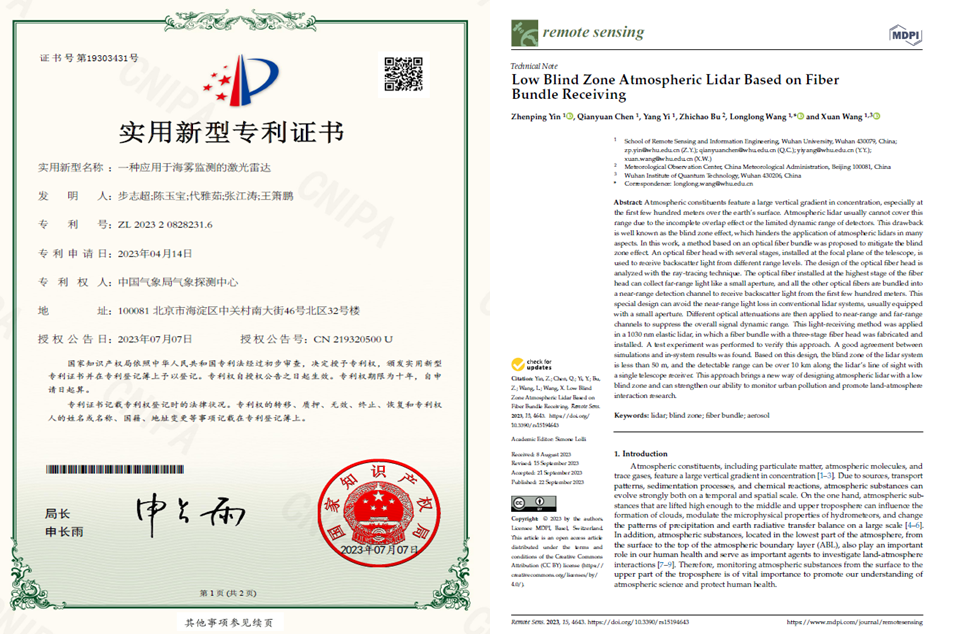 证书号第19303431号
实用新型专利证书
实用新型名称：一种应用于海雾监测的激光雷达
发 明 人：步志超;陈玉宝;代雅茹;张江涛;王箫鹏
专 利 号：ZL 2023 2 0828231.6
专利申请日：2023年04月14日
专 利 权 人：中国气象局气象探测中心
地 址：100081 北京市海淀区中关村南大街46号北区32号楼
授权公告日：2023年07月07日 授权公告号：CN 219320500 U
国家知识产权局依照中华人民共和国专利法经过初步审查，决定授予专利权，颁发实用新型
专利证书并在专利登记簿上予以登记。专利权自授权公告之日起生效。专利权期限为十年，自申
请日起算。
专利证书记载专利权登记时的法律状况。专利权的转移、质押、无效、终止、恢复和专利权
人的姓名或名称、国籍、地址变更等事项记载在专利登记簿上。
局长
申长雨
申长雨
国家知识产权局
2023年07月07日
第 1 页 (共 2 页)
其他事项参见续页
CNIPA
remote sensing
MDPI
Technical Note
Low Blind Zone Atmospheric Lidar Based on Fiber
Bundle Receiving
Zhenping Yin 1, Qianyuan Chen 1, Yang Yi 1, Zhichao Bu 2, Longlong Wang 1,* and Xuan Wang 1,3
1 School of Remote Sensing and Information Engineering, Wuhan University, Wuhan 430079, China;
zp.yin@whu.edu.cn (Z.Y.); qianyuanchen@whu.edu.cn (Q.C.); yiyang@whu.edu.cn (Y.Y.);
xuan.wang@whu.edu.cn (X.W.)
2 Meteorological Observation Center, China Meteorological Administration, Beijing 100081, China
3 Wuhan Institute of Quantum Technology, Wuhan 430206, China
* Correspondence: longlong.wang@whu.edu.cn
Abstract: Atmospheric constituents feature a large vertical gradient in concentration, especially at
the first few hundred meters over the earth's surface. Atmospheric lidar usually cannot cover this
range due to the incomplete overlap effect or the limited dynamic range of detectors. This drawback
is well known as the blind zone effect, which hinders the application of atmospheric lidars in many
aspects. In this work, a method based on an optical fiber bundle was proposed to mitigate the blind
zone effect. An optical fiber head with several stages, installed at the focal plane of the telescope, is
used to receive backscatter light from different range levels. The design of the optical fiber head is
analyzed with the ray-tracing technique. The optical fiber installed at the highest stage of the fiber
head can collect far-range light like a small aperture, and all the other optical fibers are bundled into
a near-range detection channel to receive backscatter light from the first few hundred meters. This
special design can avoid the near-range light loss in conventional lidar systems, usually equipped
with a small aperture. Different optical attenuations are then applied to near-range and far-range
channels to suppress the overall signal dynamic range. This light-receiving method was applied
in a 1030 nm elastic lidar, in which a fiber bundle with a three-stage fiber head was fabricated and
installed. A test experiment was performed to verify this approach. A good agreement between
simulations and in-system results was found. Based on this design, the blind zone of the lidar system
is less than 50 m, and the detectable range can be over 10 km along the lidar's line of sight with
a single telescope receiver. This approach brings a new way of designing atmospheric lidar with a low
blind zone and can strengthen our ability to monitor urban pollution and promote land-atmosphere
interaction research.
Keywords: lidar; blind zone; fiber bundle; aerosol
check for
updates
Citation: Yin, Z.; Chen, Q.; Yi, Y.; Bu,
Z.; Wang, L.; Wang, X. Low Blind
Zone Atmospheric Lidar Based on
Fiber Bundle Receiving. Remote Sens.
2023, 15, 4643. https://doi.org/
10.3390/rs15194643
Academic Editor: Simone Lolli
Received: 8 August 2023
Revised: 15 September 2023
Accepted: 21 September 2023
Published: 22 September 2023
CC BY
Copyright: © 2023 by the authors.
Licensee MDPI, Basel, Switzerland.
This article is an open access article
distributed under the terms and
conditions of the Creative Commons
Attribution (CC BY) license (https://
creativecommons.org/licenses/by/
4.0/).
1. Introduction
Atmospheric constituents, including particulate matter, atmospheric molecules, and
trace gases, feature a large vertical gradient in concentration [1–3]. Due to sources, transport
patterns, sedimentation processes, and chemical reactions, atmospheric substances can
evolve strongly both on a temporal and spatial scale. On the one hand, atmospheric sub-
stances that are lifted high enough to the middle and upper troposphere can influence the
formation of clouds, modulate the microphysical properties of hydrometeors, and change
the patterns of precipitation and earth radiative transfer balance on a large scale [4–6].
In addition, atmospheric substances, located in the lowest part of the atmosphere, from
the surface to the top of the atmospheric boundary layer (ABL), also play an important
role in our human health and serve as important agents to investigate land-atmosphere
interactions [7–9]. Therefore, monitoring atmospheric substances from the surface to the
upper part of the troposphere is of vital importance to promote our understanding of
atmospheric science and protect human health.
Remote Sens. 2023, 15, 4643. https://doi.org/10.3390/rs15194643
https://www.mdpi.com/journal/remotesensing